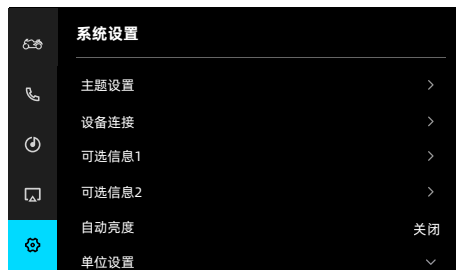 系统设置
主题设置
设备连接
可选信息1
可选信息2
自动亮度 关闭
单位设置